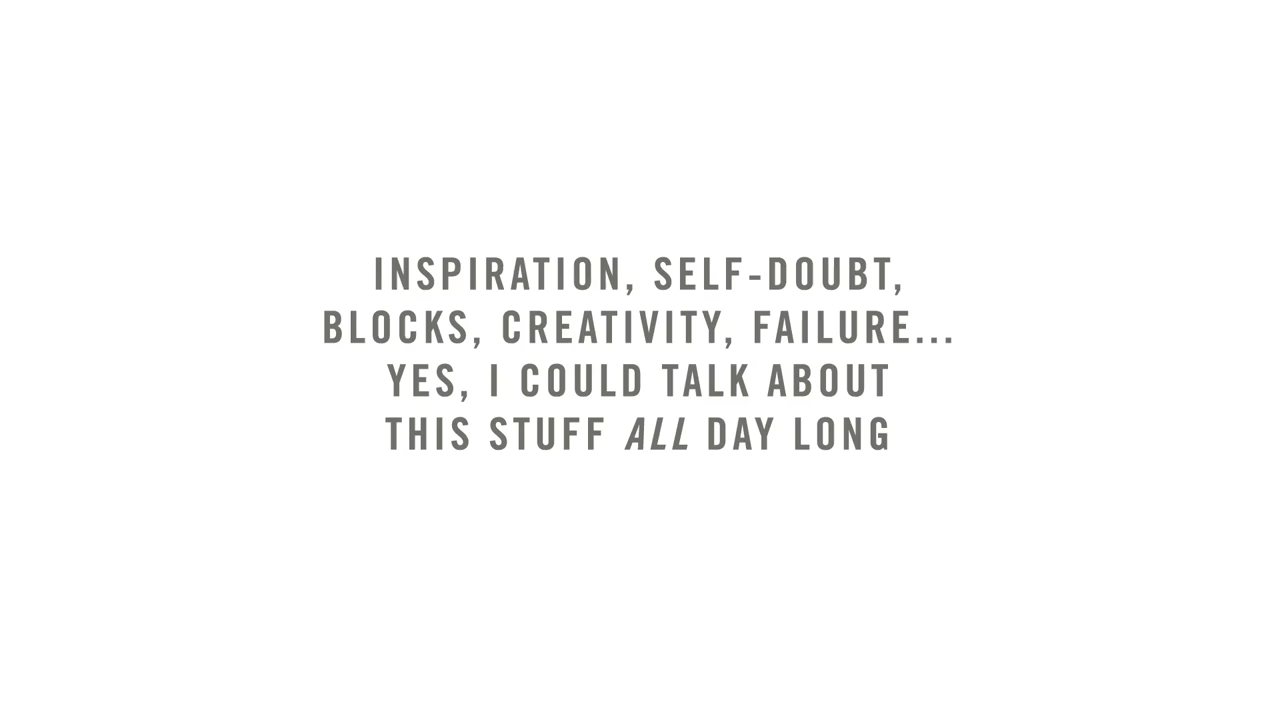 INSPIRATION, SELF-DOUBT,
BLOCKS, CREATIVITY, FAILURE...
YES, I COULD TALK ABOUT
THIS STUFF ALL DAY LONG